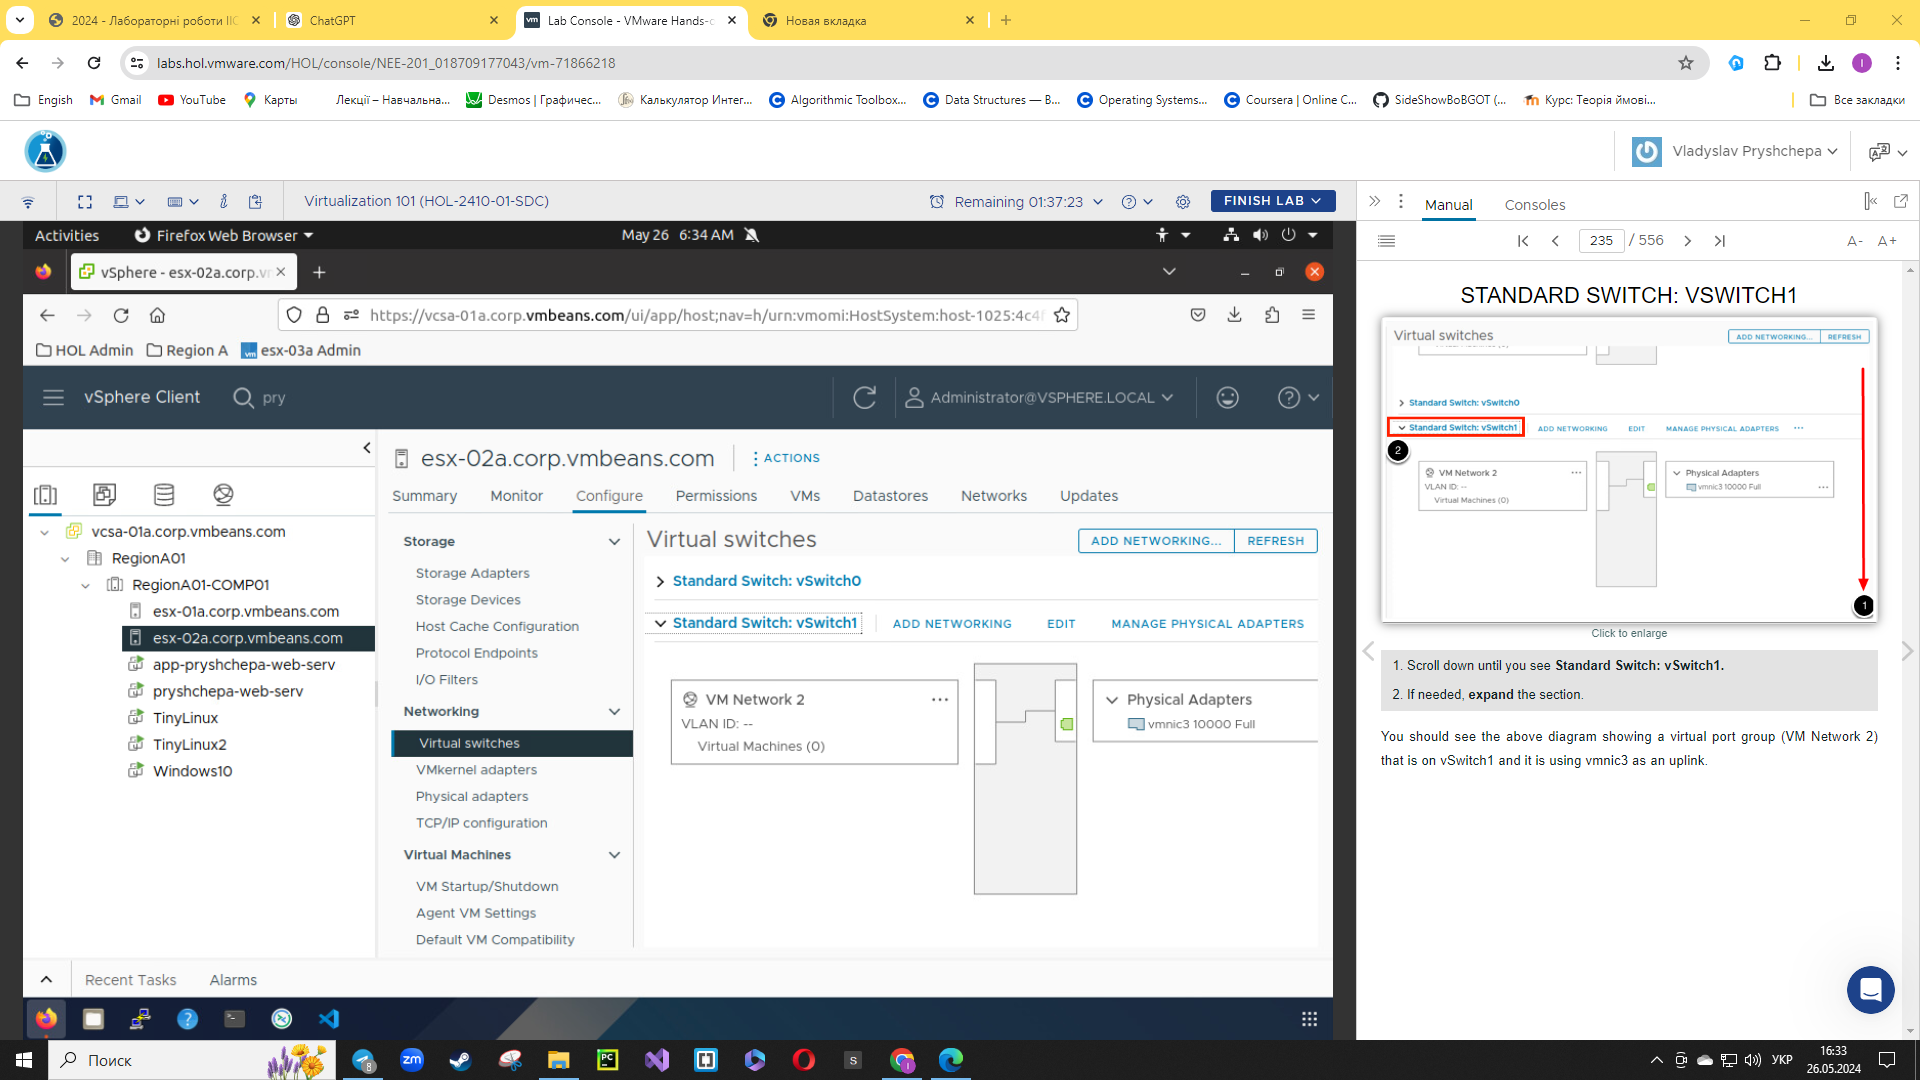 2024 - Лабораторні роботи ІІС
ChatGPT
Lab Console - VMware Hands-o
Новая вкладка
labs.hol.vmware.com/HOL/console/NEE-201_018709177043/vm-71866218
Engish
Gmail
YouTube
Карты
Лекції – Навчальна...
Desmos | Графичес...
Калькулятор Интег...
Algorithmic Toolbox...
Data Structures — В...
Operating Systems...
Coursera | Online C...
SideShowBoBGOT (...
Курс: Теорія ймові...
Все закладки
Vladyslav Pryshchepa
Virtualization 101 (HOL-2410-01-SDC)
Remaining 01:37:23
FINISH LAB
Manual
Consoles
235 / 556
A-
A+
Activities
Firefox Web Browser
May 26 6:34 AM
vSphere - esx-02a.corp.vm
https://vcsa-01a.corp.vmbeans.com/ui/app/host;nav=h/urn:vmomi:HostSystem:host-1025:4c4f
HOL Admin
Region A
esx-03a Admin
vSphere Client
pry
Administrator@VSPHERE.LOCAL
esx-02a.corp.vmbeans.com
ACTIONS
Summary
Monitor
Configure
Permissions
VMs
Datastores
Networks
Updates
vcsa-01a.corp.vmbeans.com
RegionA01
RegionA01-COMP01
esx-01a.corp.vmbeans.com
esx-02a.corp.vmbeans.com
app-pryshchepa-web-serv
pryshchepa-web-serv
TinyLinux
TinyLinux2
Windows10
Storage
Storage Adapters
Storage Devices
Host Cache Configuration
Protocol Endpoints
I/O Filters
Networking
Virtual switches
VMkernel adapters
Physical adapters
TCP/IP configuration
Virtual Machines
VM Startup/Shutdown
Agent VM Settings
Default VM Compatibility
Virtual switches
ADD NETWORKING...
REFRESH
Standard Switch: vSwitch0
Standard Switch: vSwitch1
ADD NETWORKING
EDIT
MANAGE PHYSICAL ADAPTERS
VM Network 2
VLAN ID: --
Virtual Machines (0)
Physical Adapters
vmnic3 10000 Full
Recent Tasks
Alarms
STANDARD SWITCH: VSWITCH1
Virtual switches
ADD NETWORKING...
REFRESH
Standard Switch: vSwitch0
Standard Switch: vSwitch1
ADD NETWORKING
EDIT
MANAGE PHYSICAL ADAPTERS
2
VM Network 2
VLAN ID: --
Virtual Machines (0)
Physical Adapters
vmnic3 10000 Full
1
Click to enlarge
1. Scroll down until you see Standard Switch: vSwitch1.
2. If needed, expand the section.
You should see the above diagram showing a virtual port group (VM Network 2)
that is on vSwitch1 and it is using vmnic3 as an uplink.
Поиск
УКР
16:33
26.05.2024